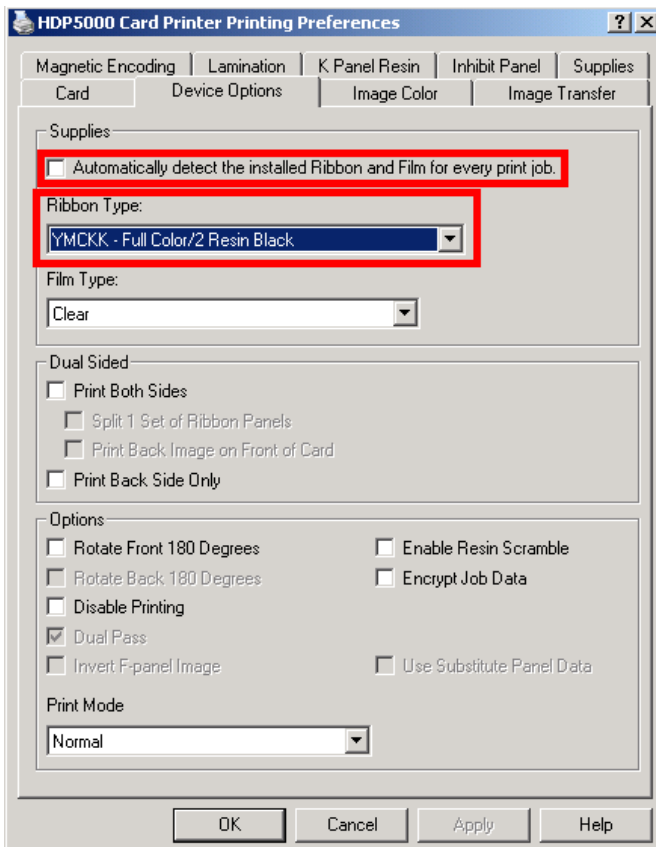 HDP5000 Card Printer Printing Preferences
Magnetic Encoding Lamination K Panel Resin Inhibit Panel Supplies
Card Device Options Image Color Image Transfer
Supplies
Automatically detect the installed Ribbon and Film for every print job.
Ribbon Type:
YMCKK - Full Color/2 Resin Black
Film Type:
Clear
Dual Sided
Print Both Sides
Split 1 Set of Ribbon Panels
Print Back Image on Front of Card
Print Back Side Only
Options
Rotate Front 180 Degrees Enable Resin Scramble
Rotate Back 180 Degrees Encrypt Job Data
Disable Printing
Dual Pass
Invert F-panel Image Use Substitute Panel Data
Print Mode
Normal
OK Cancel Apply Help